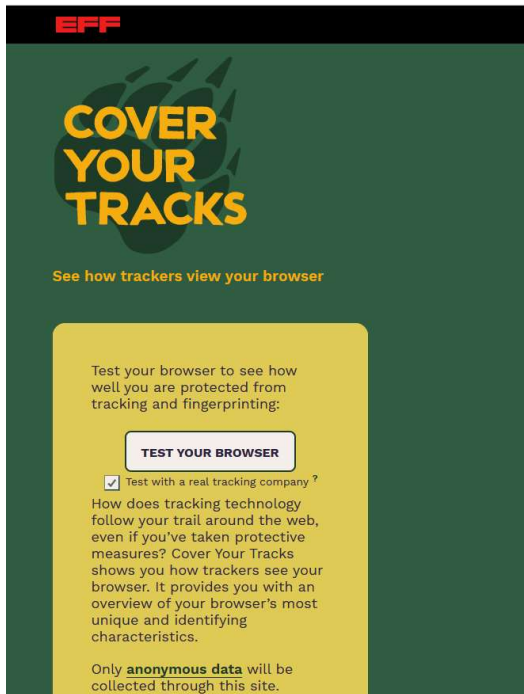 EFF
COVER
YOUR
TRACKS
See how trackers view your browser
Test your browser to see how
well you are protected from
tracking and fingerprinting:
TEST YOUR BROWSER
Test with a real tracking company ?
How does tracking technology
follow your trail around the web,
even if you’ve taken protective
measures? Cover Your Tracks
shows you how trackers see your
browser. It provides you with an
overview of your browser’s most
unique and identifying
characteristics.
Only anonymous data will be
collected through this site.